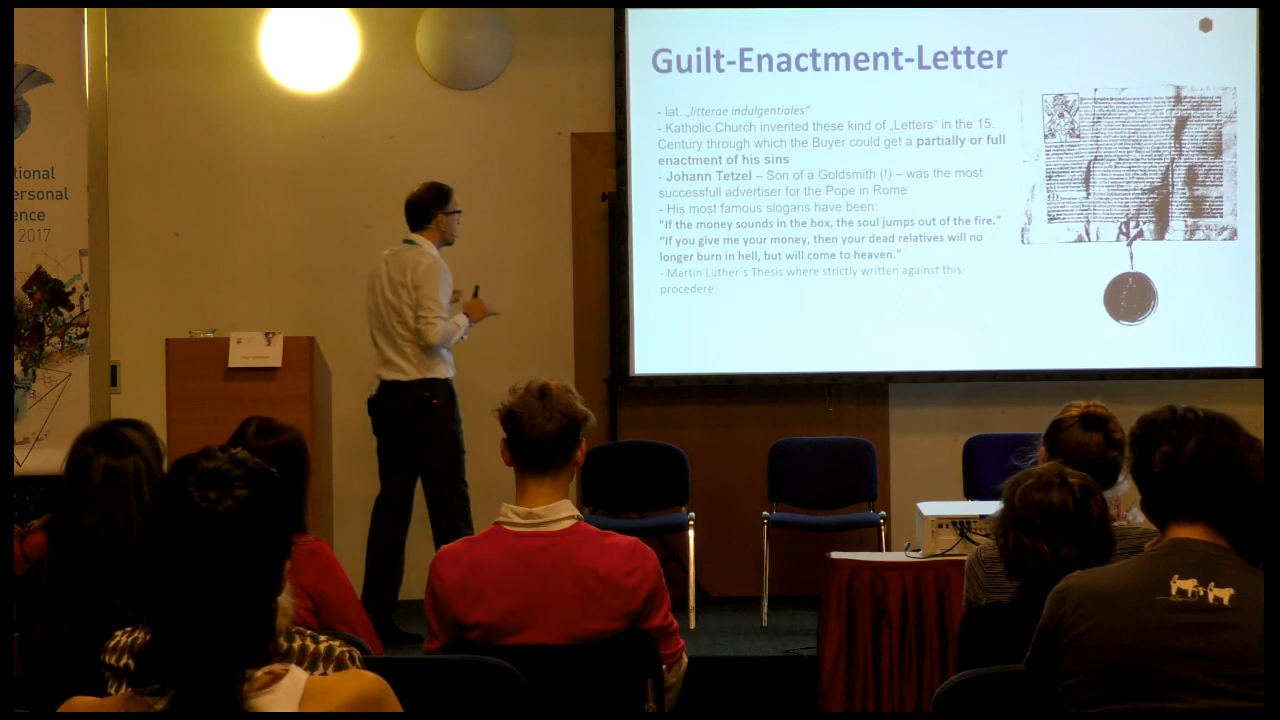 tional
ersonal
ence
2017
Guilt-Enactment-Letter
- lat. „litterae indulgentiales“
- Katholic Church invented these kind of „Letters“ in the 15.
Century through which the Buyer could get a partially or full
enactment of his sins
- Johann Tetzel – Son of a Goldsmith (!) – was the most
successfull advertiser for the Pope in Rome
- His most famous slogans have been:
“If the money sounds in the box, the soul jumps out of the fire.”
“If you give me your money, then your dead relatives will no
longer burn in hell, but will come to heaven.”
- Martin Luther´s Thesis where strictly written against this
procedere